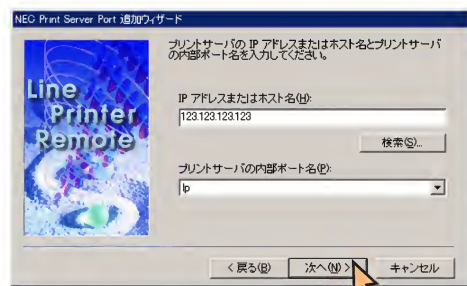 NEC Print Server Port 追加ウィザード
プリントサーバの IP アドレスまたはホスト名とプリントサーバ
の内部ポート名を入力してください。
Line
Printer
Remote
IP アドレスまたはホスト名(H):
123.123.123.123
検索(S)...
プリントサーバの内部ポート名(P):
lp
< 戻る(B)
次へ(N) >
キャンセル